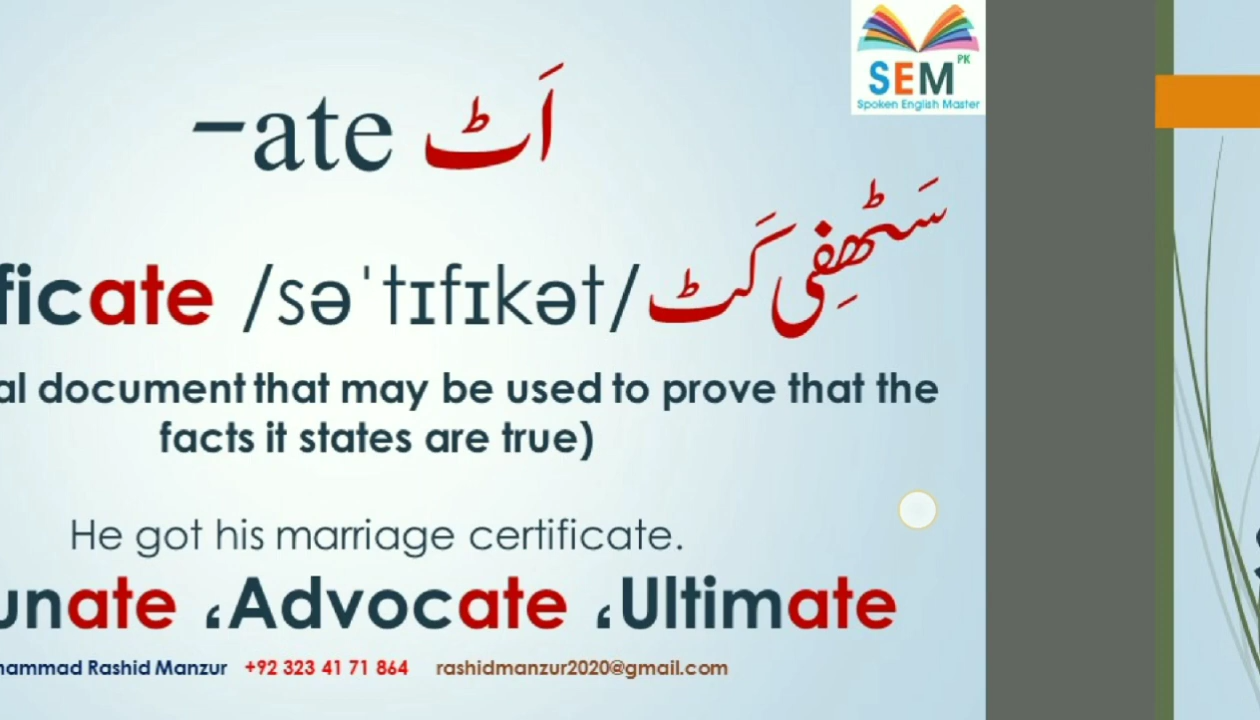 SEM PK
Spoken English Master
–ate اَٹ
ficate /səˈtɪfɪkət/ سَٹِھفِی کَٹ
al document that may be used to prove that the
facts it states are true)
He got his marriage certificate.
unate ،Advocate ،Ultimate
hammad Rashid Manzur +92 323 41 71 864 rashidmanzur2020@gmail.com